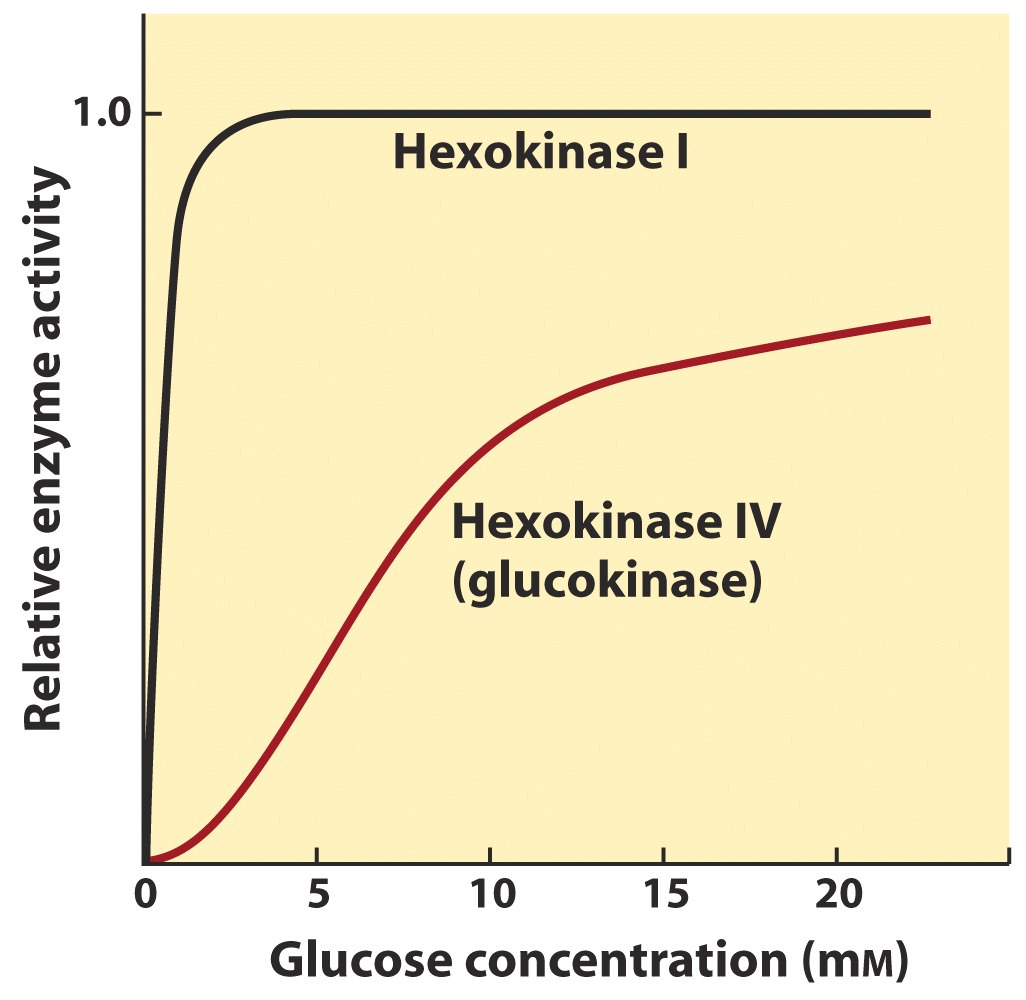 1.0
Hexokinase I
Relative enzyme activity
Hexokinase IV
(glucokinase)
0 5 10 15 20
Glucose concentration (mM)